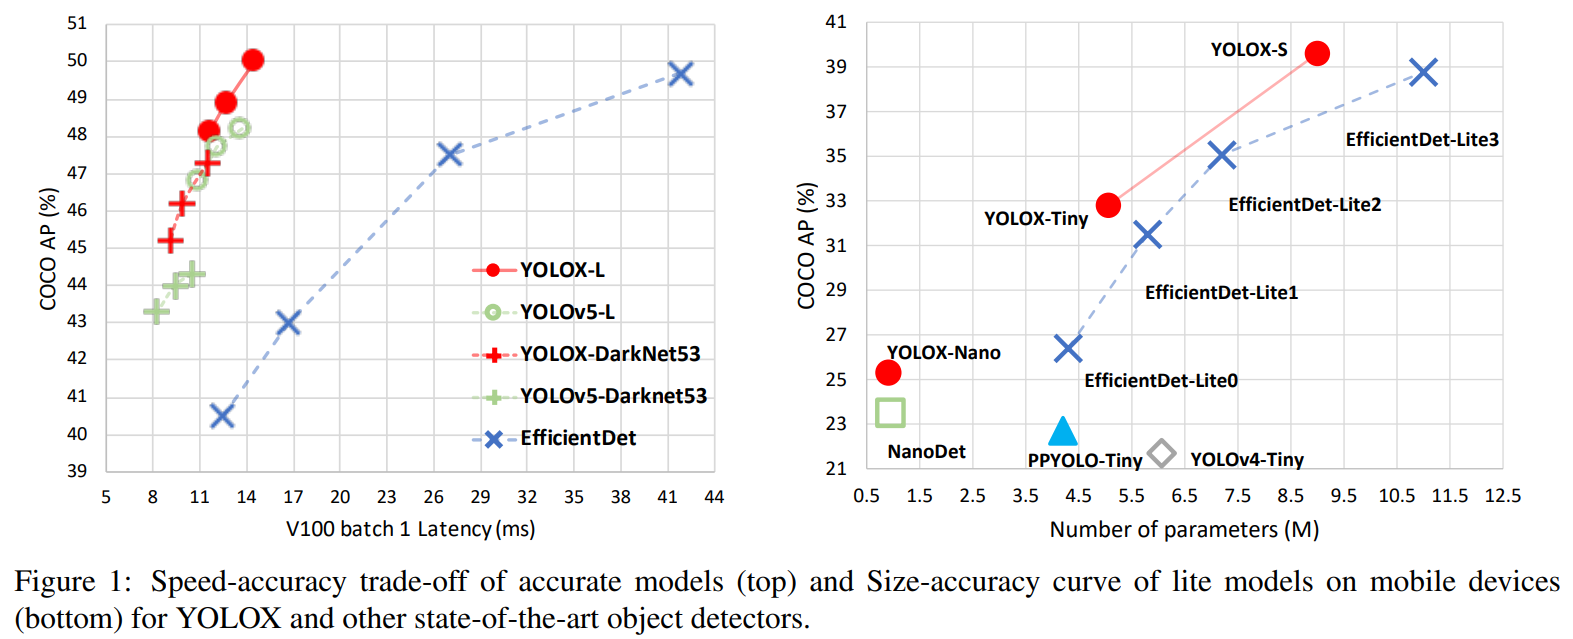 51
50
49
48
47
46
45
44
43
42
41
40
39
COCO AP (%)
YOLOX-L
YOLOv5-L
YOLOX-DarkNet53
YOLOv5-Darknet53
EfficientDet
5 8 11 14 17 20 23 26 29 32 35 38 41 44
V100 batch 1 Latency (ms)
41
39
37
35
33
31
29
27
25
23
21
COCO AP (%)
YOLOX-S
EfficientDet-Lite3
EfficientDet-Lite2
YOLOX-Tiny
EfficientDet-Lite1
YOLOX-Nano
EfficientDet-Lite0
NanoDet
PPYOLO-Tiny
YOLOv4-Tiny
0.5 1.5 2.5 3.5 4.5 5.5 6.5 7.5 8.5 9.5 10.5 11.5 12.5
Number of parameters (M)
Figure 1: Speed-accuracy trade-off of accurate models (top) and Size-accuracy curve of lite models on mobile devices
(bottom) for YOLOX and other state-of-the-art object detectors.